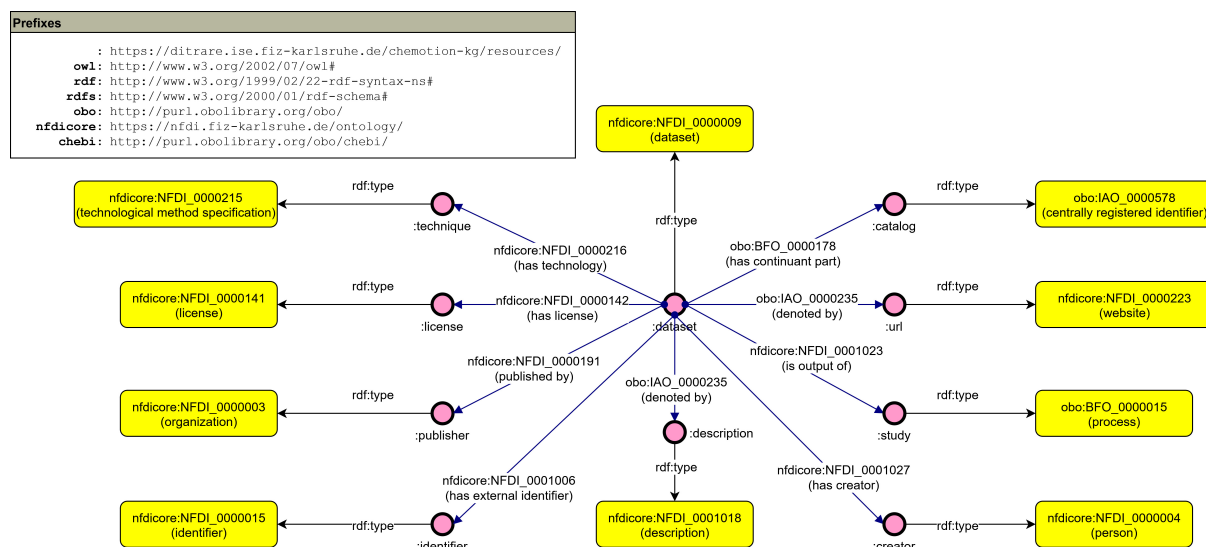 Prefixes
: https://ditrare.ise.fiz-karlsruhe.de/chemotion-kg/resources/
owl: http://www.w3.org/2002/07/owl#
rdf: http://www.w3.org/1999/02/22-rdf-syntax-ns#
rdfs: http://www.w3.org/2000/01/rdf-schema#
obo: http://purl.obolibrary.org/obo/
nfdicore: https://nfdi.fiz-karlsruhe.de/ontology/
chebi: http://purl.obolibrary.org/obo/chebi/
nfdicore:NFDI_0000009
(dataset)
rdf:type
nfdicore:NFDI_0000215
(technological method specification)
rdf:type
:technique
nfdicore:NFDI_0000216
(has technology)
obo:BFO_0000178
(has continuant part)
:catalog
rdf:type
obo:IAO_0000578
(centrally registered identifier)
nfdicore:NFDI_0000141
(license)
rdf:type
:license
nfdicore:NFDI_0000142
(has license)
:dataset
obo:IAO_0000235
(denoted by)
:url
rdf:type
nfdicore:NFDI_0000223
(website)
nfdicore:NFDI_0000003
(organization)
rdf:type
:publisher
nfdicore:NFDI_0000191
(published by)
obo:IAO_0000235
(denoted by)
:description
rdf:type
nfdicore:NFDI_0001018
(description)
nfdicore:NFDI_0001023
(is output of)
:study
rdf:type
obo:BFO_0000015
(process)
nfdicore:NFDI_0000015
(identifier)
rdf:type
:identifier
nfdicore:NFDI_0001006
(has external identifier)
nfdicore:NFDI_0001027
(has creator)
:creator
rdf:type
nfdicore:NFDI_0000004
(person)